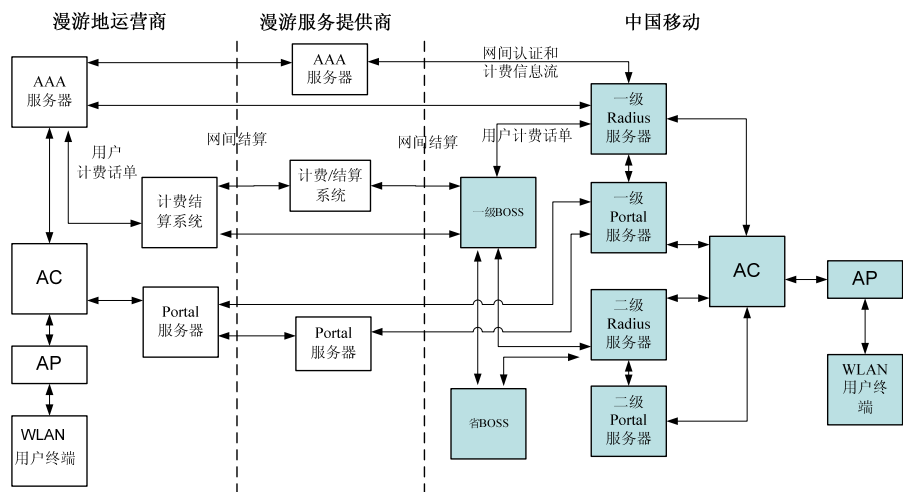 漫游地运营商
漫游服务提供商
中国移动
AAA
服务器
AAA
服务器
网间认证和
计费信息流
一级
Radius
服务器
用户
计费话单
网间结算
网间结算
用户计费话单
计费结
算系统
计费/结算
系统
一级BOSS
一级
Portal
服务器
AC
AC
AP
Portal
服务器
Portal
服务器
二级
Radius
服务器
AP
WLAN
用户终
端
WLAN
用户终端
省BOSS
二级
Portal
服务器